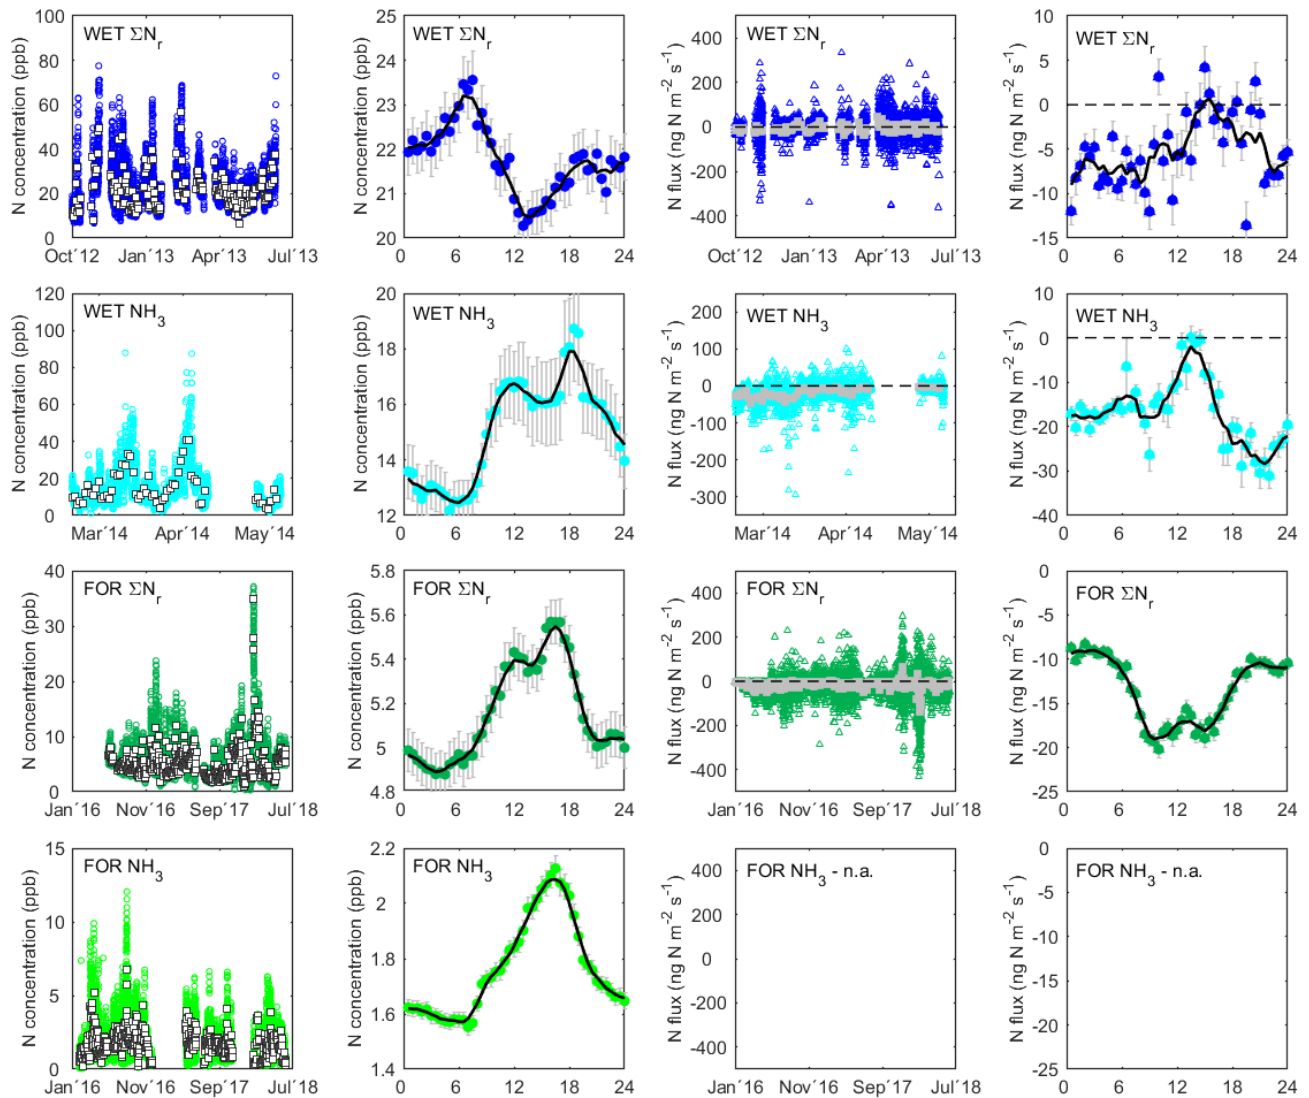 WET ΣNr
N concentration (ppb)
100
80
60
40
20
0
Oct´12 Jan´13 Apr´13 Jul´13
WET ΣNr
25
24
23
22
21
20
0 6 12 18 24
WET ΣNr
N flux (ng N m-2 s-1)
400
200
0
-200
-400
Oct´12 Jan´13 Apr´13 Jul´13
WET ΣNr
N flux (ng N m-2 s-1)
10
5
0
-5
-10
-15
0 6 12 18 24
N concentration (ppb)
WET NH3
N concentration (ppb)
120
100
80
60
40
20
0
Mar´14 Apr´14 May´14
WET NH3
N concentration (ppb)
20
18
16
14
12
0 6 12 18 24
WET NH3
N flux (ng N m-2 s-1)
200
100
0
-100
-200
-300
Mar´14 Apr´14 May´14
WET NH3
N flux (ng N m-2 s-1)
10
0
-10
-20
-30
-40
0 6 12 18 24
FOR ΣNr
N concentration (ppb)
40
30
20
10
0
Jan´16 Nov´16 Sep´17 Jul´18
FOR ΣNr
N concentration (ppb)
5.8
5.6
5.4
5.2
5
4.8
0 6 12 18 24
FOR ΣNr
N flux (ng N m-2 s-1)
400
200
0
-200
-400
Jan´16 Nov´16 Sep´17 Jul´18
FOR ΣNr
N flux (ng N m-2 s-1)
0
-5
-10
-15
-20
-25
0 6 12 18 24
FOR NH3
N concentration (ppb)
15
10
5
0
Jan´16 Nov´16 Sep´17 Jul´18
FOR NH3
N concentration (ppb)
2.2
2
1.8
1.6
1.4
0 6 12 18 24
FOR NH3 - n.a.
N flux (ng N m-2 s-1)
400
200
0
-200
-400
Jan´16 Nov´16 Sep´17 Jul´18
FOR NH3 - n.a.
N flux (ng N m-2 s-1)
0
-5
-10
-15
-20
-25
0 6 12 18 24